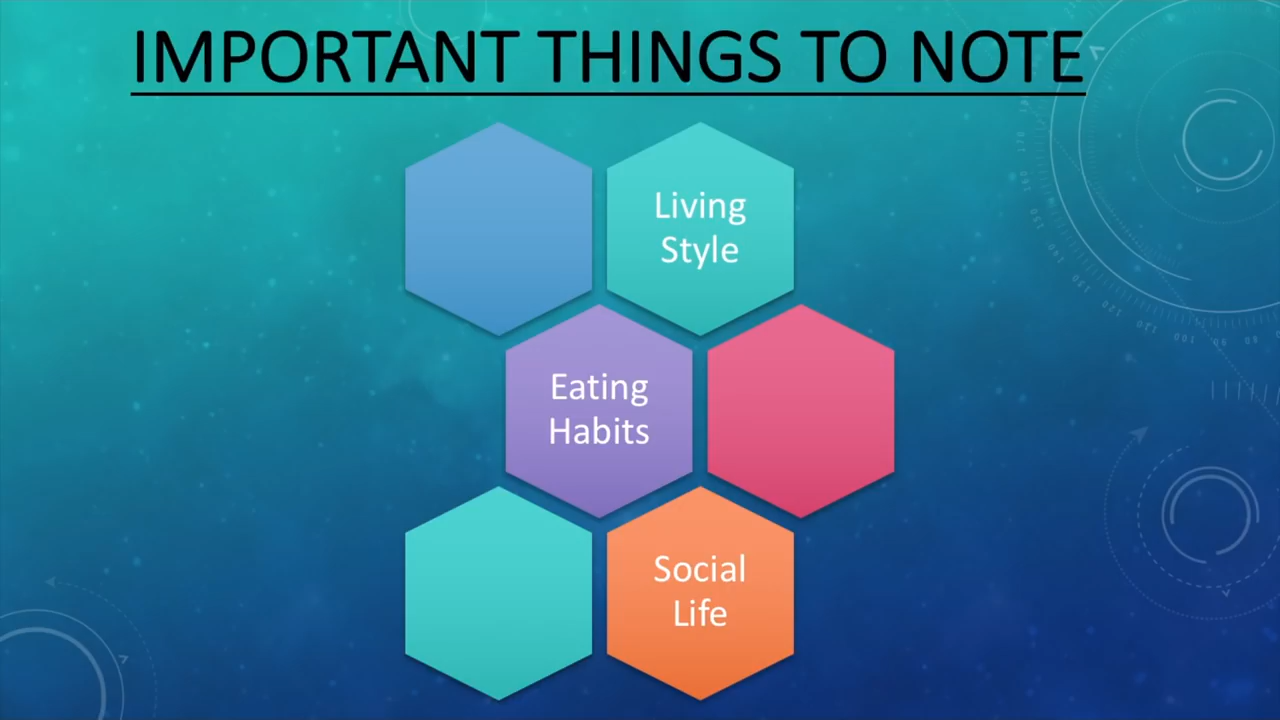 IMPORTANT THINGS TO NOTE
Living
Style
Eating
Habits
Social
Life